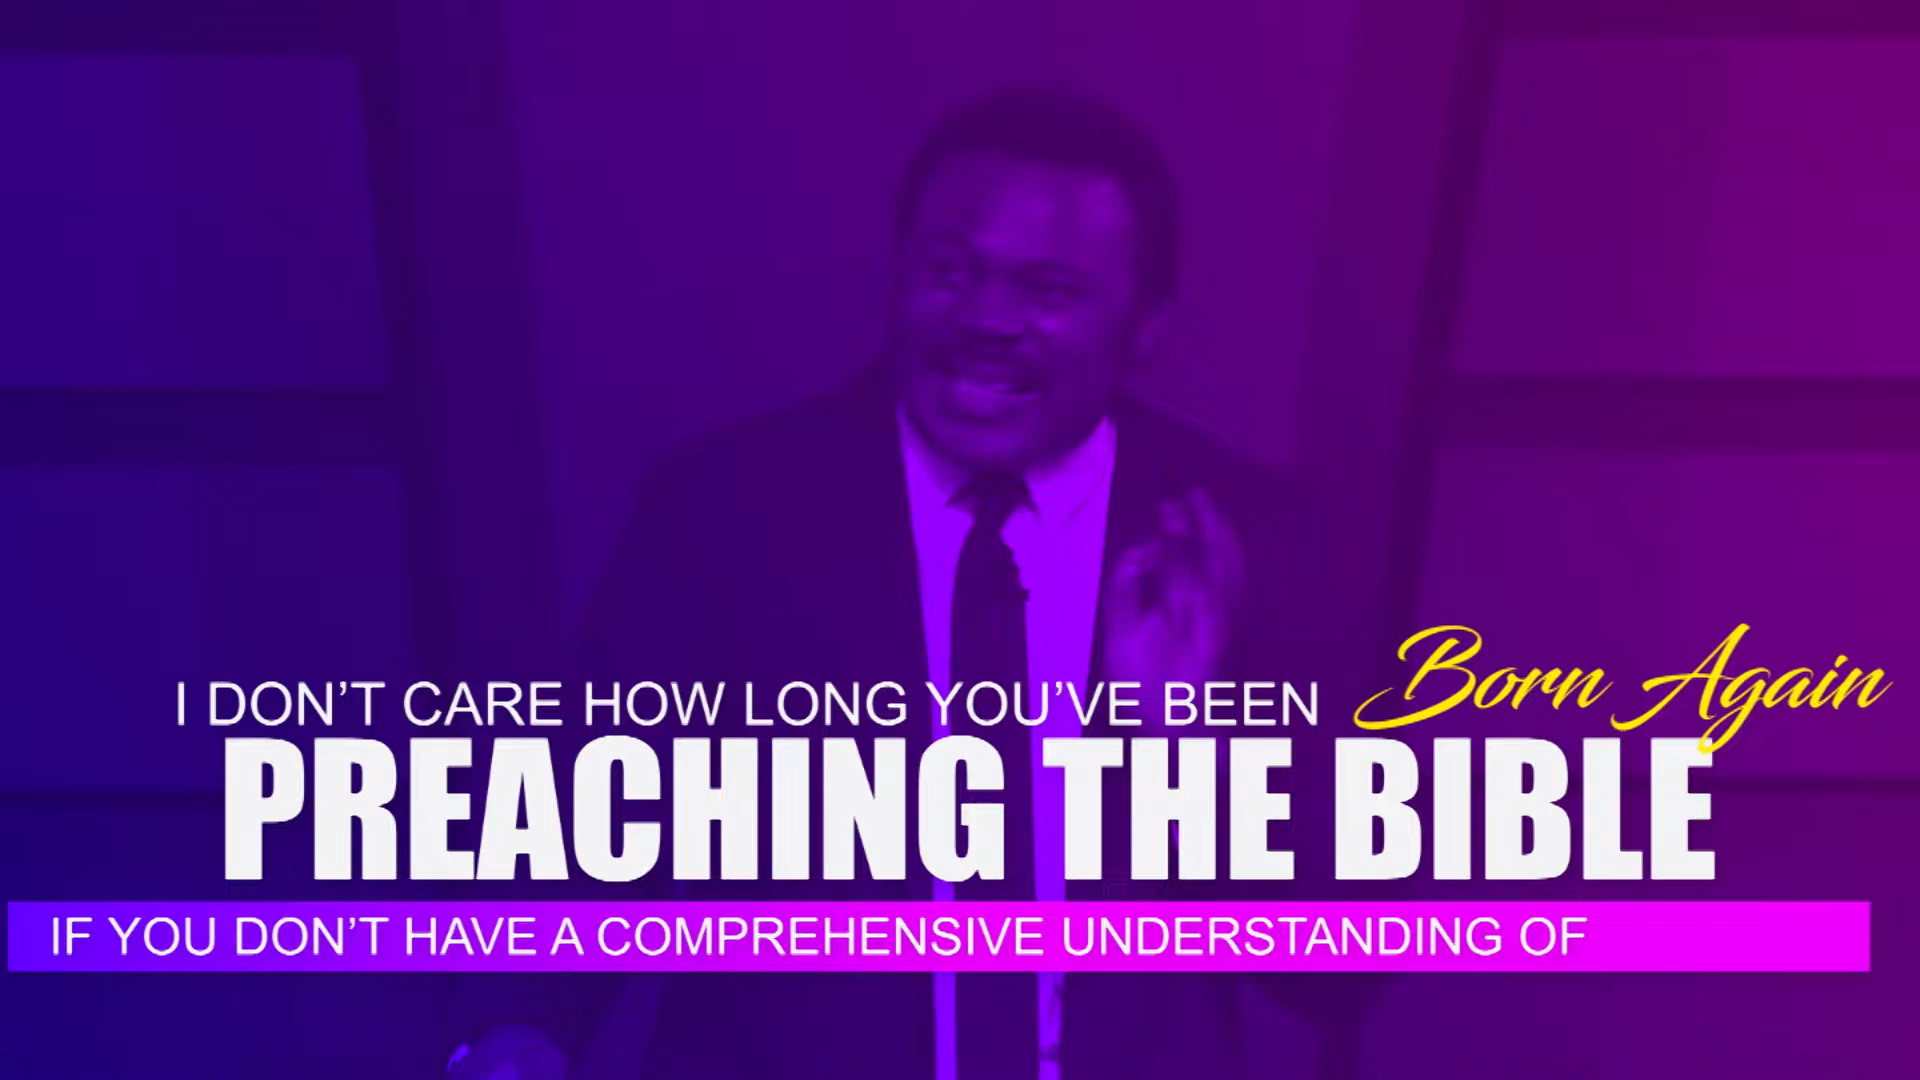 I DON’T CARE HOW LONG YOU’VE BEEN Born Again
PREACHING THE BIBLE
IF YOU DON’T HAVE A COMPREHENSIVE UNDERSTANDING OF